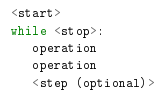 <start>
while <stop>:
operation
operation
<step (optional)>